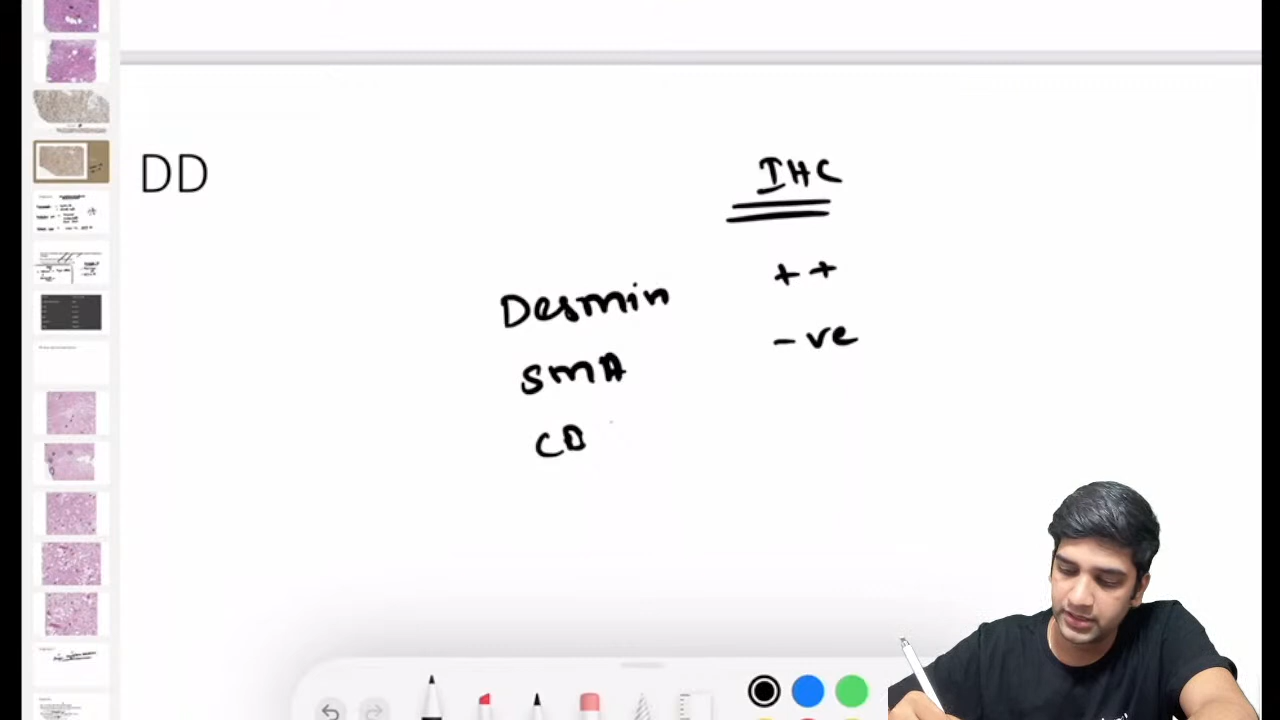 DD
IHC
Desmin ++
SMA -ve
CD